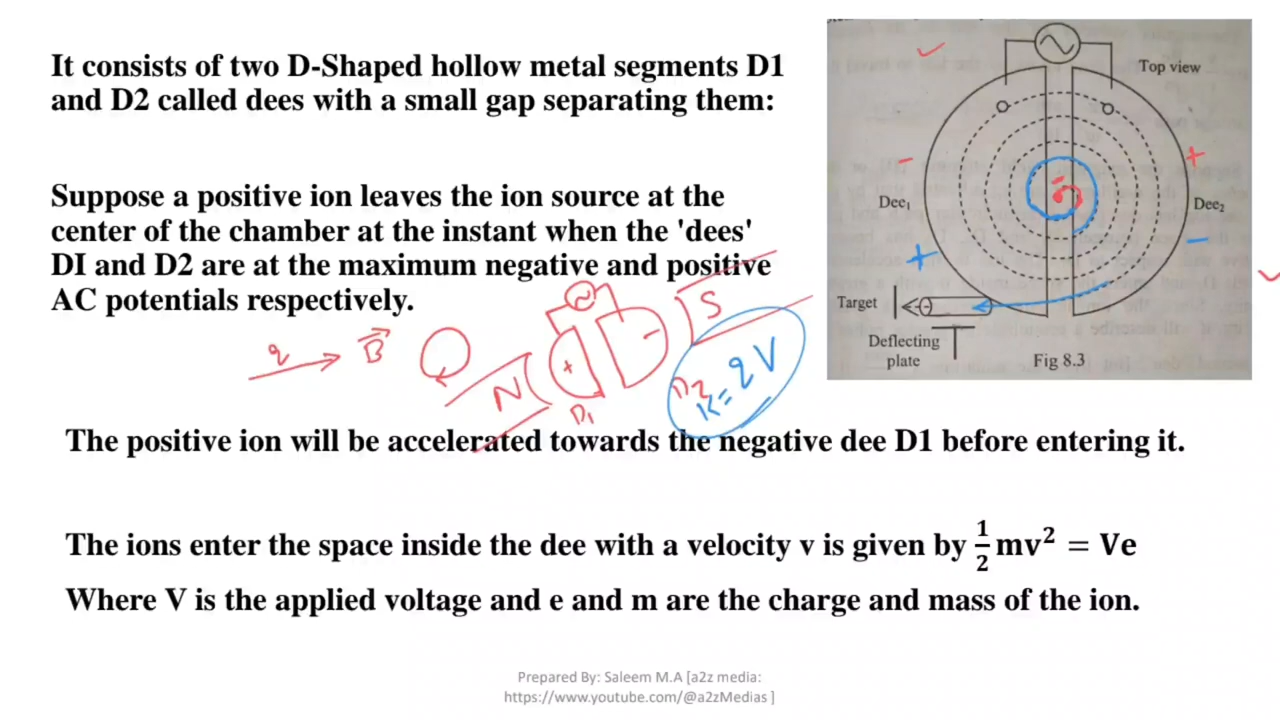 It consists of two D-Shaped hollow metal segments D1
and D2 called dees with a small gap separating them:
Suppose a positive ion leaves the ion source at the
center of the chamber at the instant when the 'dees'
DI and D2 are at the maximum negative and positive
AC potentials respectively.
Top view
Dee₁
Dee₂
Target
Deflecting
plate
Fig 8.3
- +
+ -
q B⃗
N + - S
D₁ D2
K = qV
The positive ion will be accelerated towards the negative dee D1 before entering it.
The ions enter the space inside the dee with a velocity v is given by ½mv² = Ve
Where V is the applied voltage and e and m are the charge and mass of the ion.
Prepared By: Saleem M.A [a2z media:
https://www.youtube.com/@a2zMedias ]